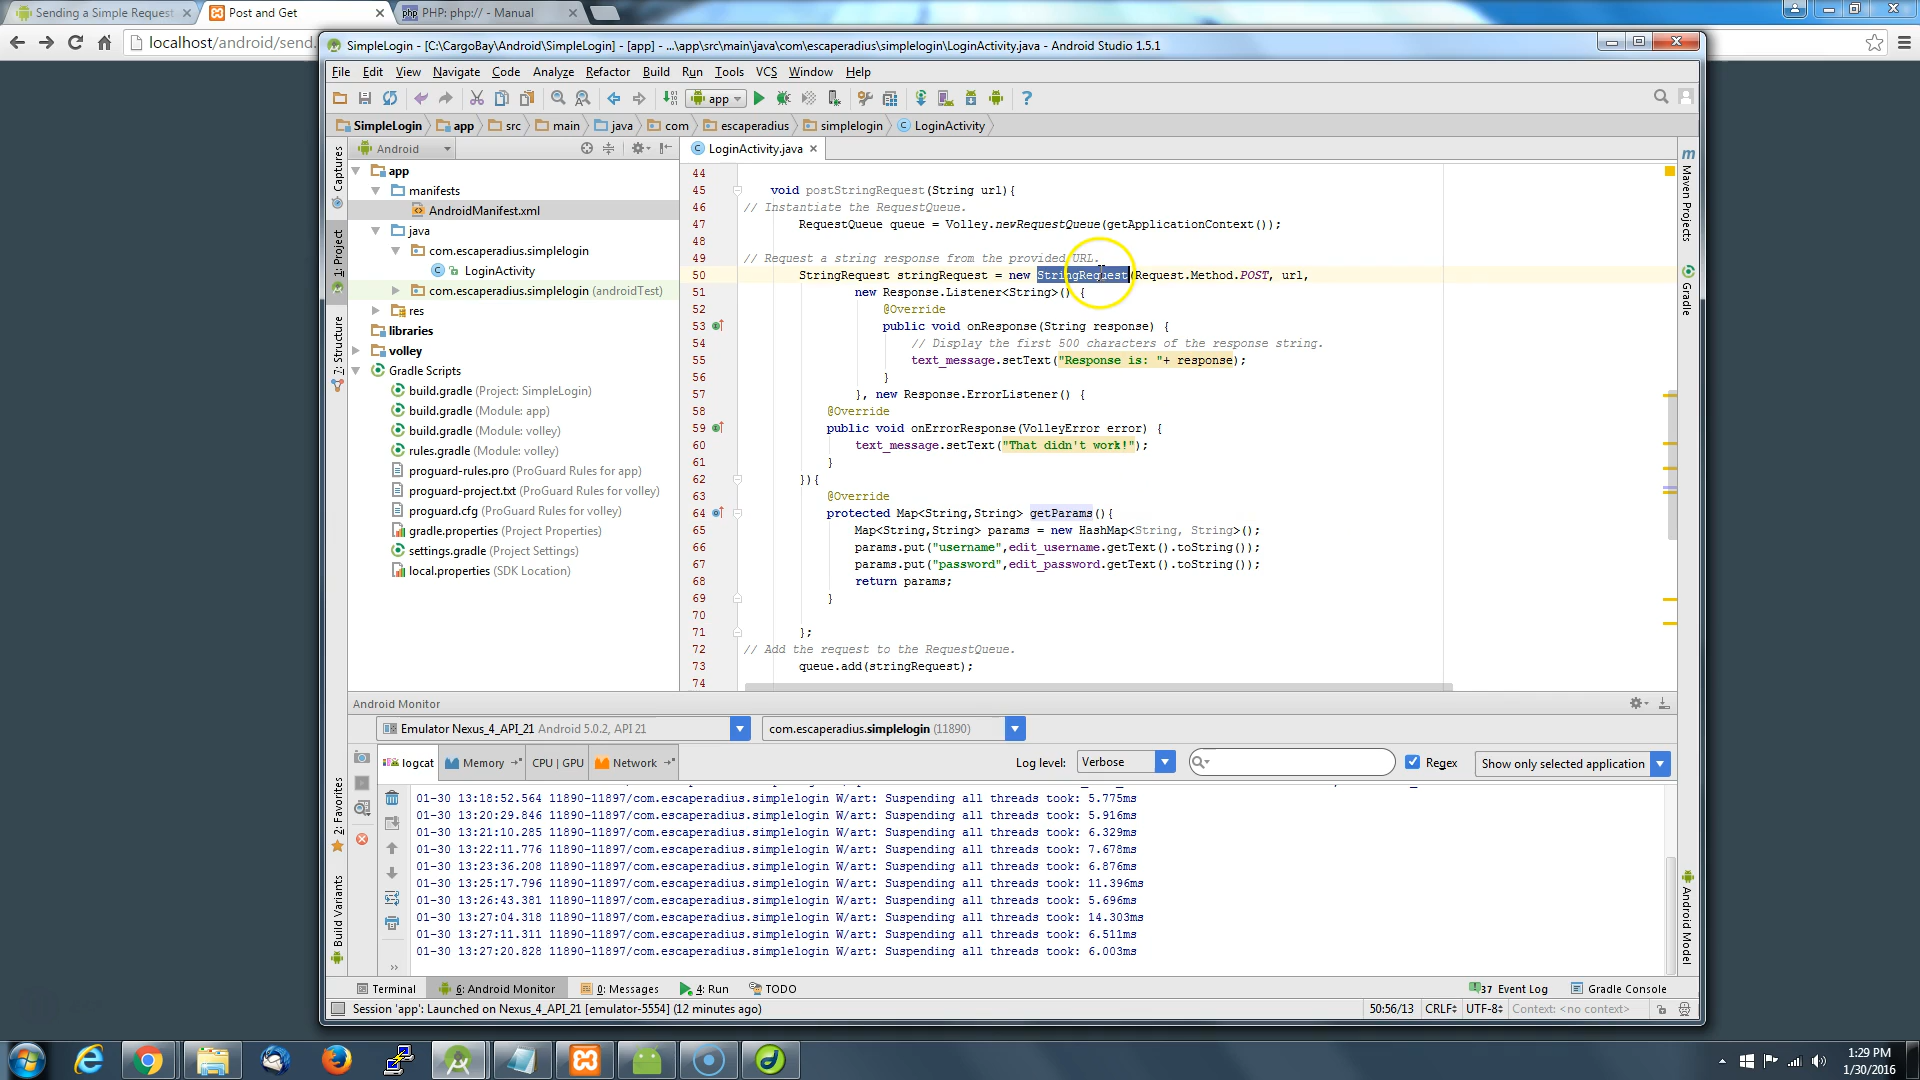 Sending a Simple Request
Post and Get
PHP: php:// - Manual
localhost/android/send.
SimpleLogin - [C:\CargoBay\Android\SimpleLogin] - [app] - ...\app\src\main\java\com\escaperadius\simplelogin\LoginActivity.java - Android Studio 1.5.1
File Edit View Navigate Code Analyze Refactor Build Run Tools VCS Window Help
app
SimpleLogin app src main java com escaperadius simplelogin LoginActivity
Android
LoginActivity.java
Captures
1: Project
7: Structure
2: Favorites
Build Variants
app
manifests
AndroidManifest.xml
java
com.escaperadius.simplelogin
LoginActivity
com.escaperadius.simplelogin (androidTest)
res
libraries
volley
Gradle Scripts
build.gradle (Project: SimpleLogin)
build.gradle (Module: app)
build.gradle (Module: volley)
rules.gradle (Module: volley)
proguard-rules.pro (ProGuard Rules for app)
proguard-project.txt (ProGuard Rules for volley)
proguard.cfg (ProGuard Rules for volley)
gradle.properties (Project Properties)
settings.gradle (Project Settings)
local.properties (SDK Location)
44
45 void postStringRequest(String url){
46 // Instantiate the RequestQueue.
47 RequestQueue queue = Volley.newRequestQueue(getApplicationContext());
48
49 // Request a string response from the provided URL.
50 StringRequest stringRequest = new StringRequest(Request.Method.POST, url,
51 new Response.Listener<String>() {
52 @Override
53 public void onResponse(String response) {
54 // Display the first 500 characters of the response string.
55 text_message.setText("Response is: "+ response);
56 }
57 }, new Response.ErrorListener() {
58 @Override
59 public void onErrorResponse(VolleyError error) {
60 text_message.setText("That didn't work!");
61 }
62 }){
63 @Override
64 protected Map<String,String> getParams(){
65 Map<String,String> params = new HashMap<String, String>();
66 params.put("username",edit_username.getText().toString());
67 params.put("password",edit_password.getText().toString());
68 return params;
69 }
70
71 };
72 // Add the request to the RequestQueue.
73 queue.add(stringRequest);
74
Maven Projects
Gradle
Android Model
Android Monitor
Emulator Nexus_4_API_21 Android 5.0.2, API 21
com.escaperadius.simplelogin (11890)
logcat Memory CPU | GPU Network Log level: Verbose Regex Show only selected application
01-30 13:18:52.564 11890-11897/com.escaperadius.simplelogin W/art: Suspending all threads took: 5.775ms
01-30 13:20:29.846 11890-11897/com.escaperadius.simplelogin W/art: Suspending all threads took: 5.916ms
01-30 13:21:10.285 11890-11897/com.escaperadius.simplelogin W/art: Suspending all threads took: 6.329ms
01-30 13:22:11.776 11890-11897/com.escaperadius.simplelogin W/art: Suspending all threads took: 7.678ms
01-30 13:23:36.208 11890-11897/com.escaperadius.simplelogin W/art: Suspending all threads took: 6.876ms
01-30 13:25:17.796 11890-11897/com.escaperadius.simplelogin W/art: Suspending all threads took: 11.396ms
01-30 13:26:43.381 11890-11897/com.escaperadius.simplelogin W/art: Suspending all threads took: 5.696ms
01-30 13:27:04.318 11890-11897/com.escaperadius.simplelogin W/art: Suspending all threads took: 14.303ms
01-30 13:27:11.311 11890-11897/com.escaperadius.simplelogin W/art: Suspending all threads took: 6.511ms
01-30 13:27:20.828 11890-11897/com.escaperadius.simplelogin W/art: Suspending all threads took: 6.003ms
Terminal 6: Android Monitor 0: Messages 4: Run TODO 37 Event Log Gradle Console
Session 'app': Launched on Nexus_4_API_21 [emulator-5554] (12 minutes ago) 50:56/13 CRLF UTF-8 Context: <no context>
1:29 PM
1/30/2016